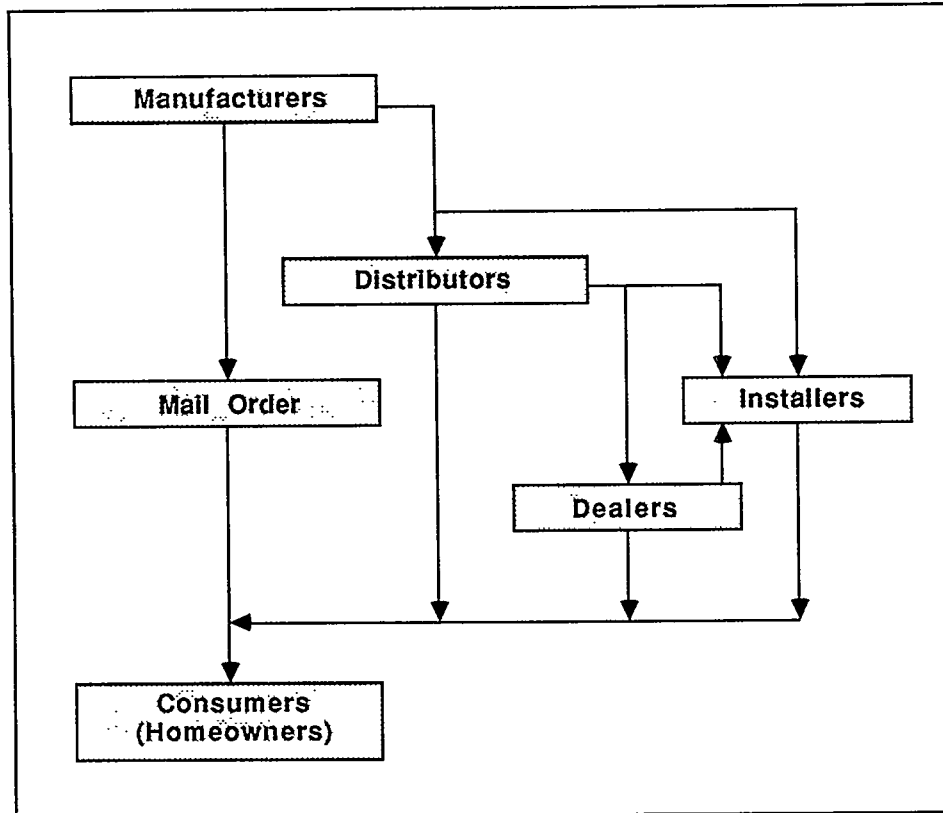 Manufacturers
Distributors
Mail Order
Installers
Dealers
Consumers
(Homeowners)